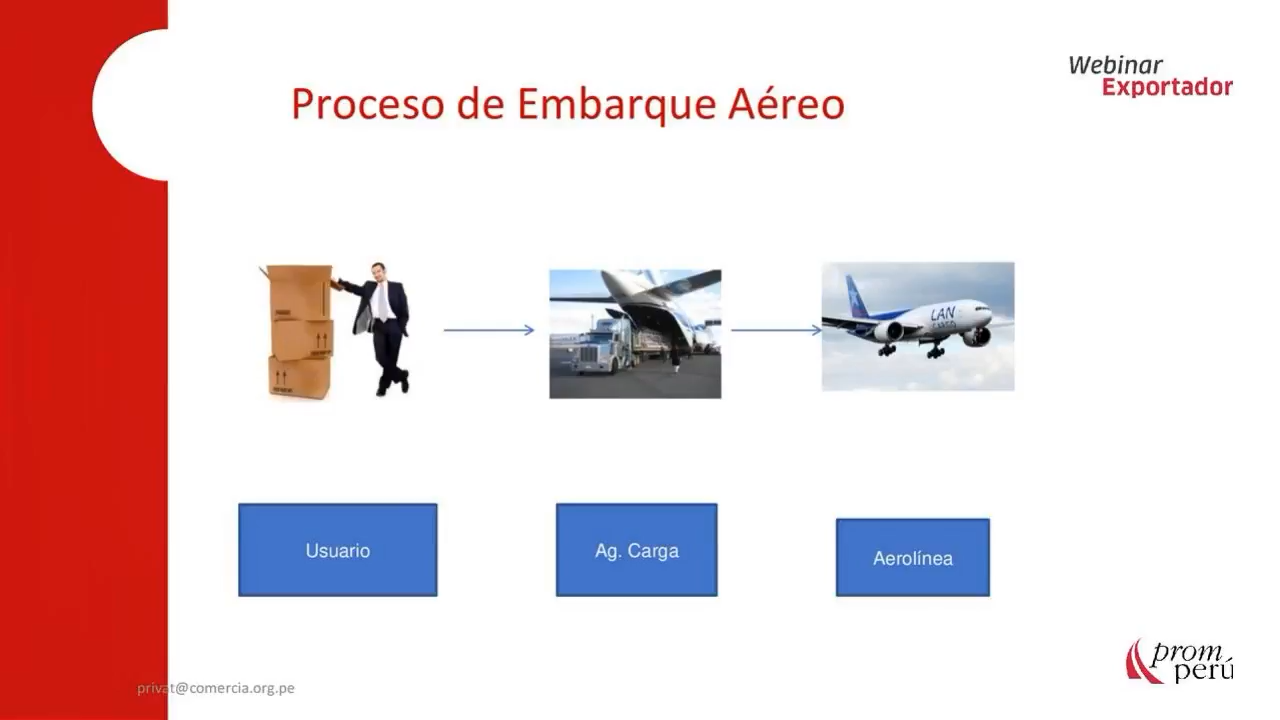 Webinar
Exportador
Proceso de Embarque Aéreo
LAN
Usuario
Ag. Carga
Aerolínea
privat@comercia.org.pe
prom
perú